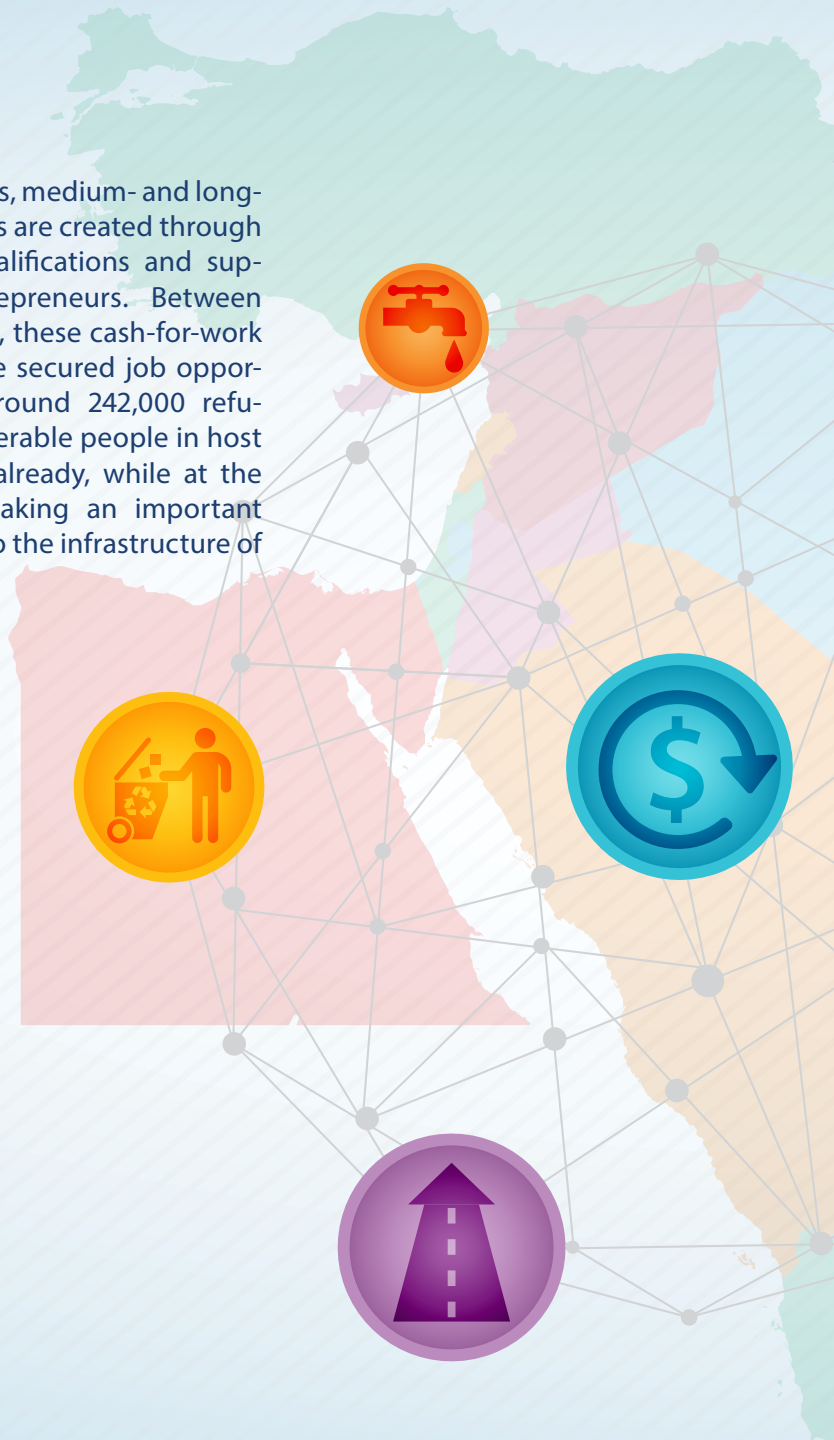 s, medium- and long-
s are created through
alifications and sup-
epreneurs. Between
, these cash-for-work
e secured job oppor-
round 242,000 refu-
erable people in host
already, while at the
aking an important
o the infrastructure of
$